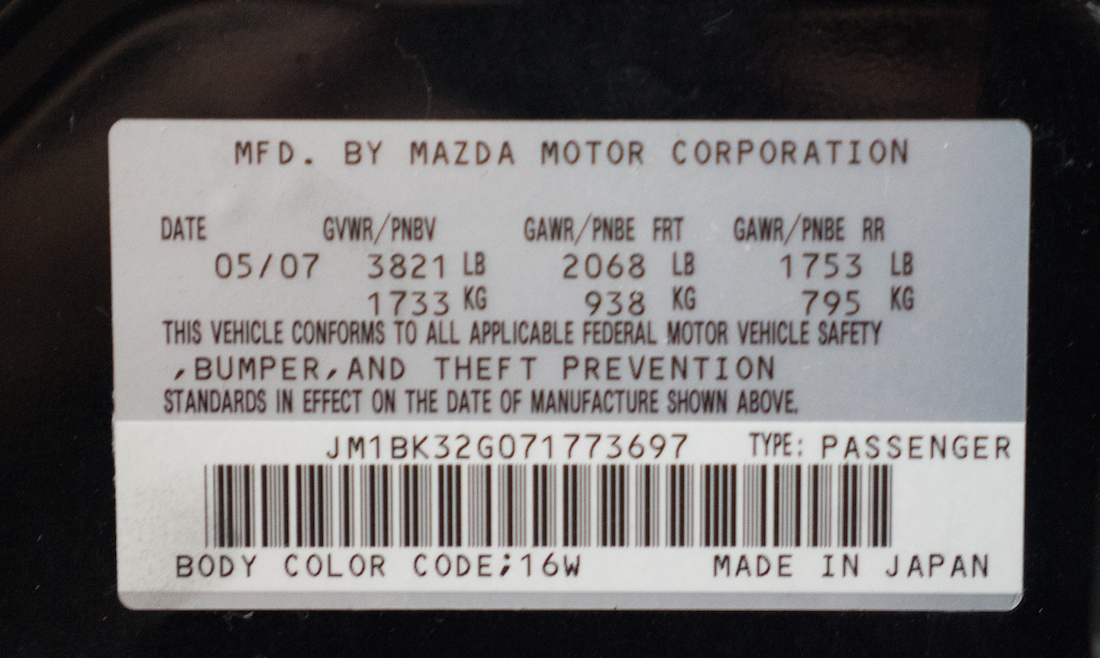 MFD. BY MAZDA MOTOR CORPORATION
DATE GVWR/PNBV GAWR/PNBE FRT GAWR/PNBE RR
05/07 3821 LB 2068 LB 1753 LB
1733 KG 938 KG 795 KG
THIS VEHICLE CONFORMS TO ALL APPLICABLE FEDERAL MOTOR VEHICLE SAFETY
,BUMPER,AND THEFT PREVENTION
STANDARDS IN EFFECT ON THE DATE OF MANUFACTURE SHOWN ABOVE.
JM1BK32G071773697 TYPE: PASSENGER
BODY COLOR CODE;16W MADE IN JAPAN